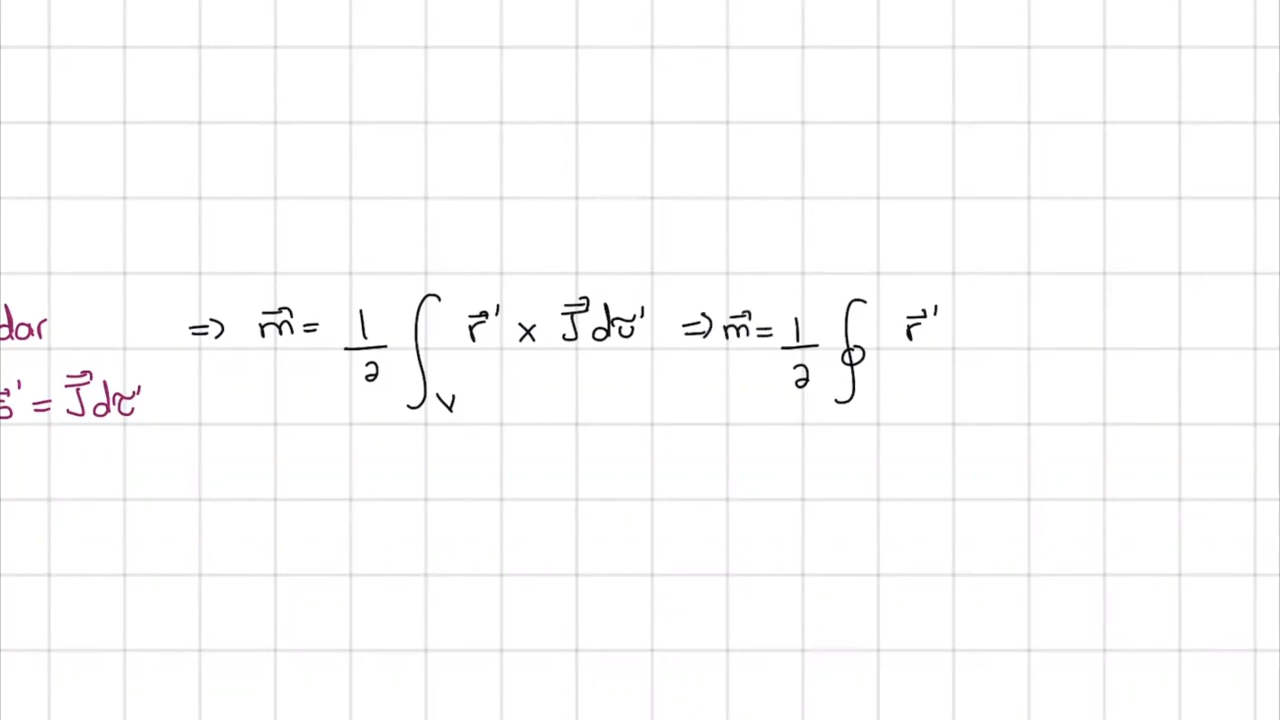 dar ⇒ m⃗ = 1/2 ∫_V r⃗' × J⃗ dτ' ⇒ m⃗ = 1/2 ∮ r⃗'
' = J⃗ dτ'